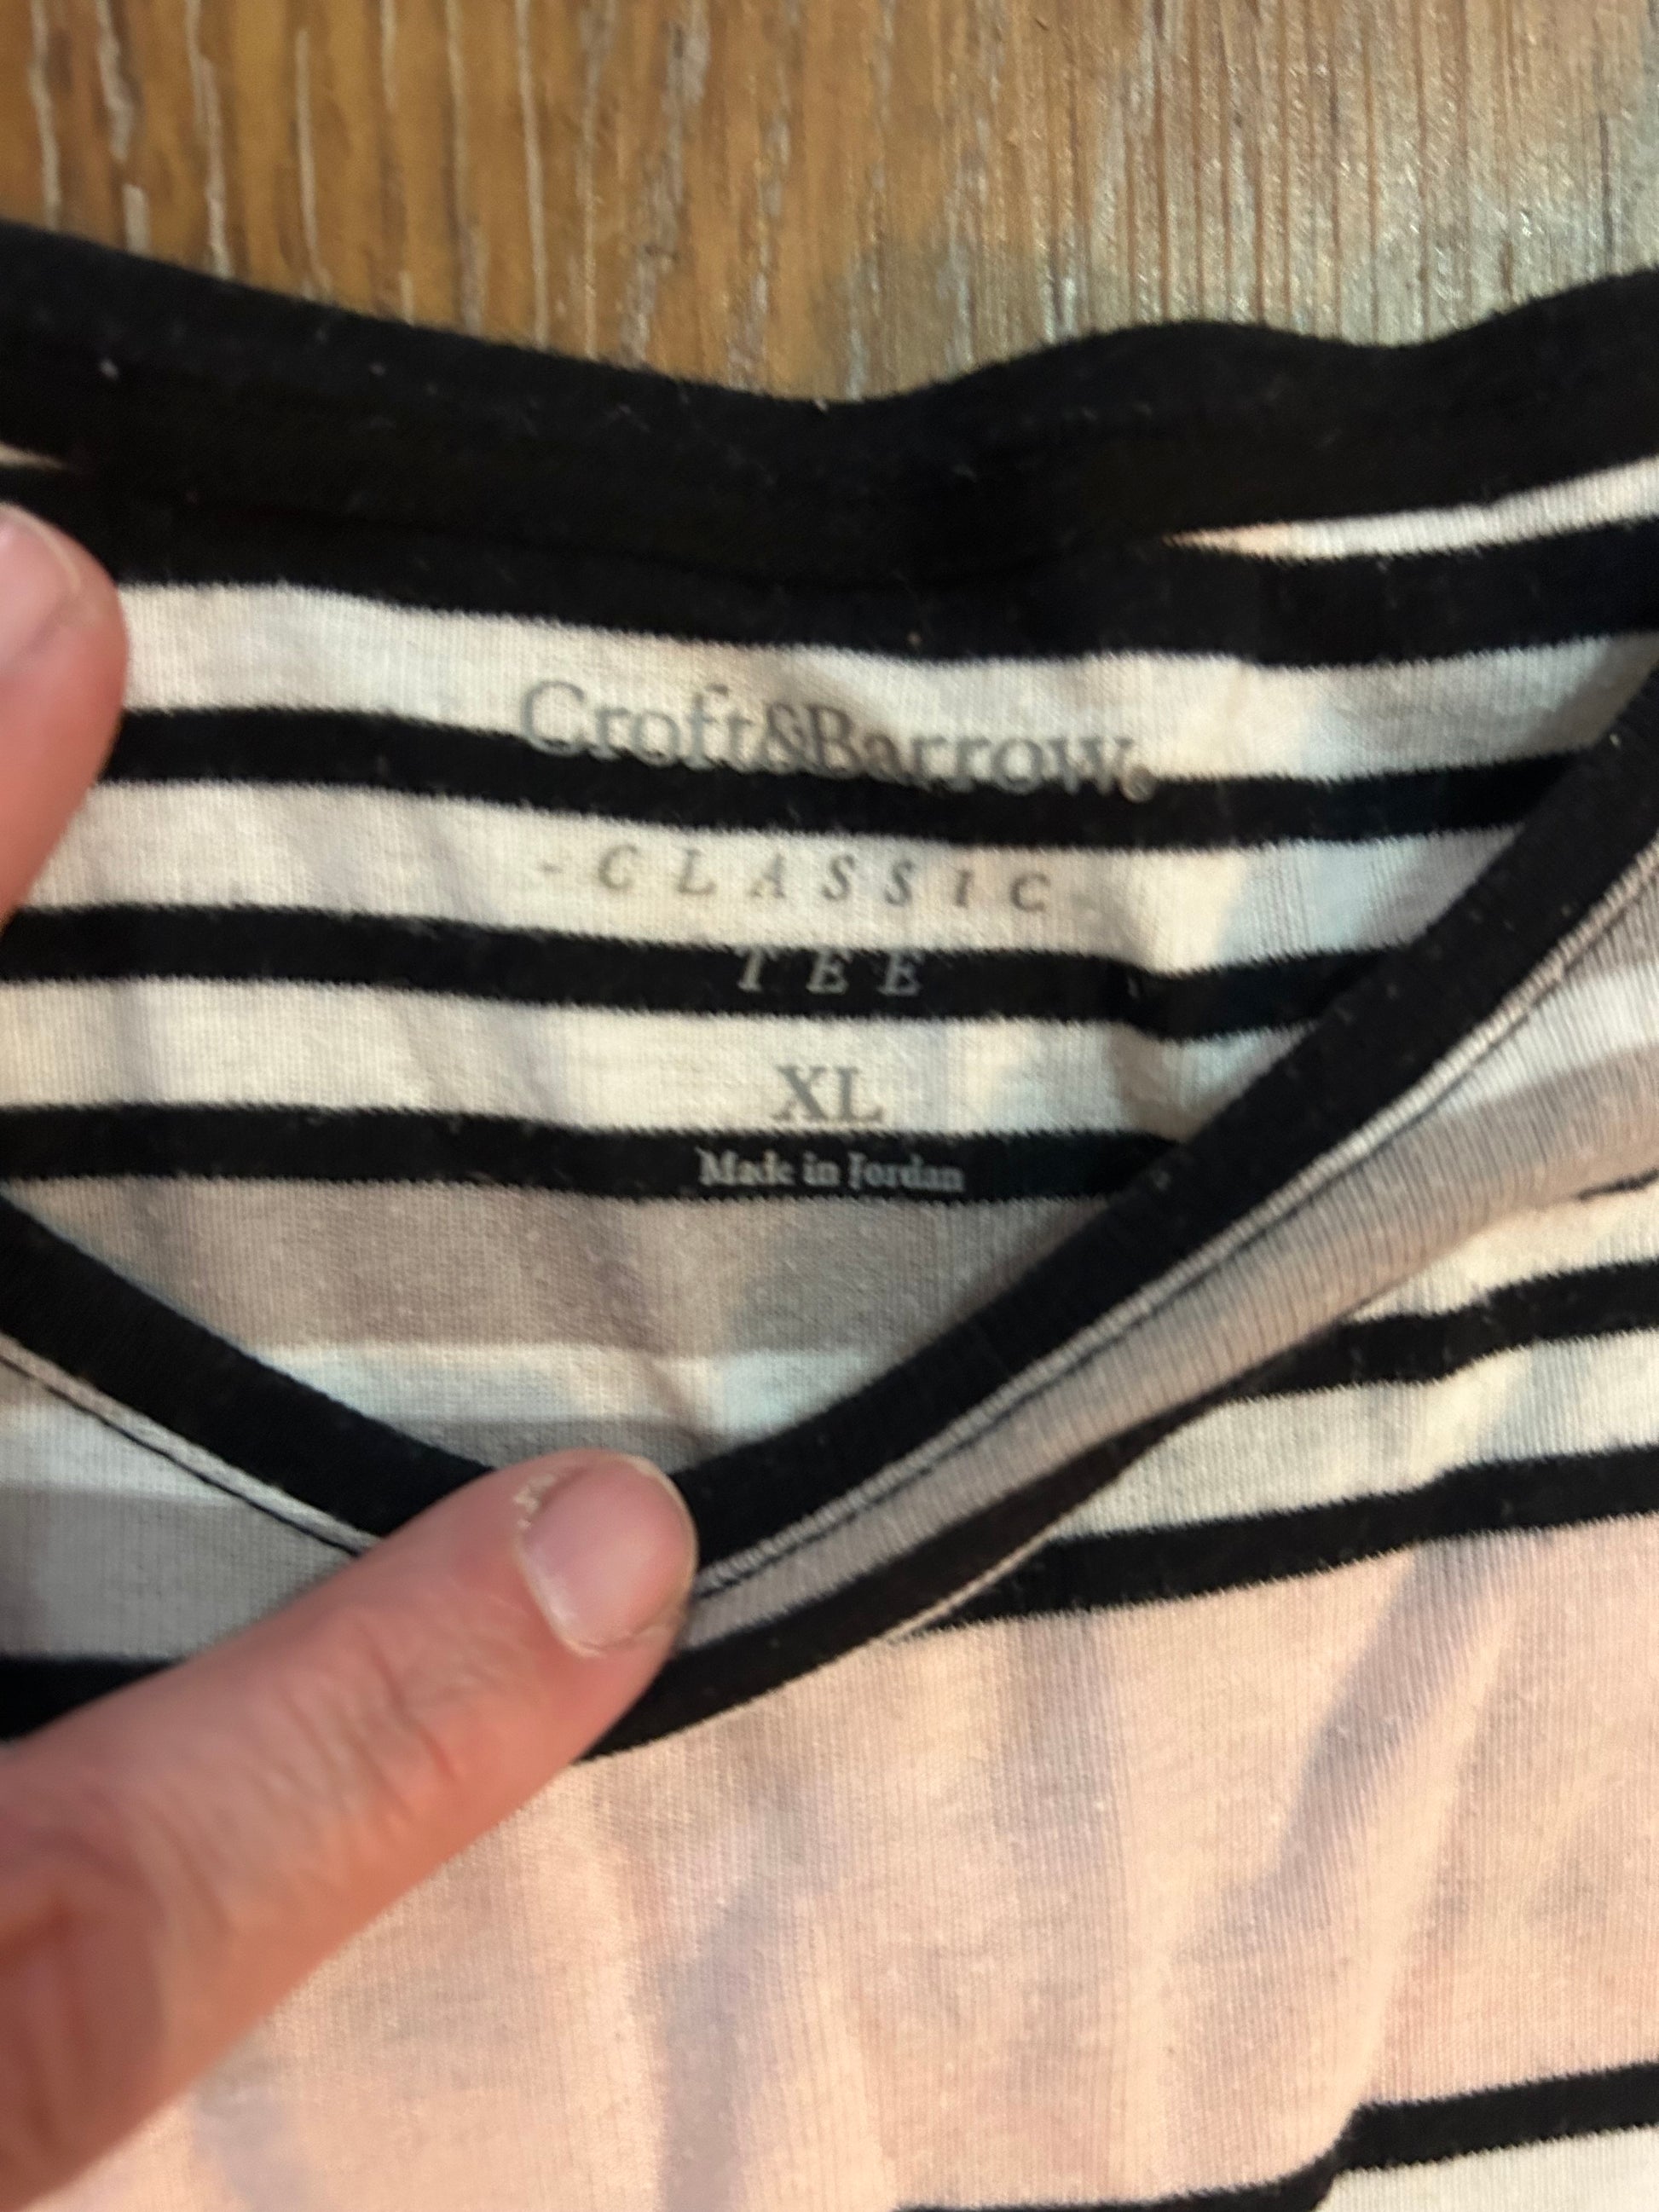 Croft&Barrow®
-CLASSIC-
TEE
XL
Made in Jordan